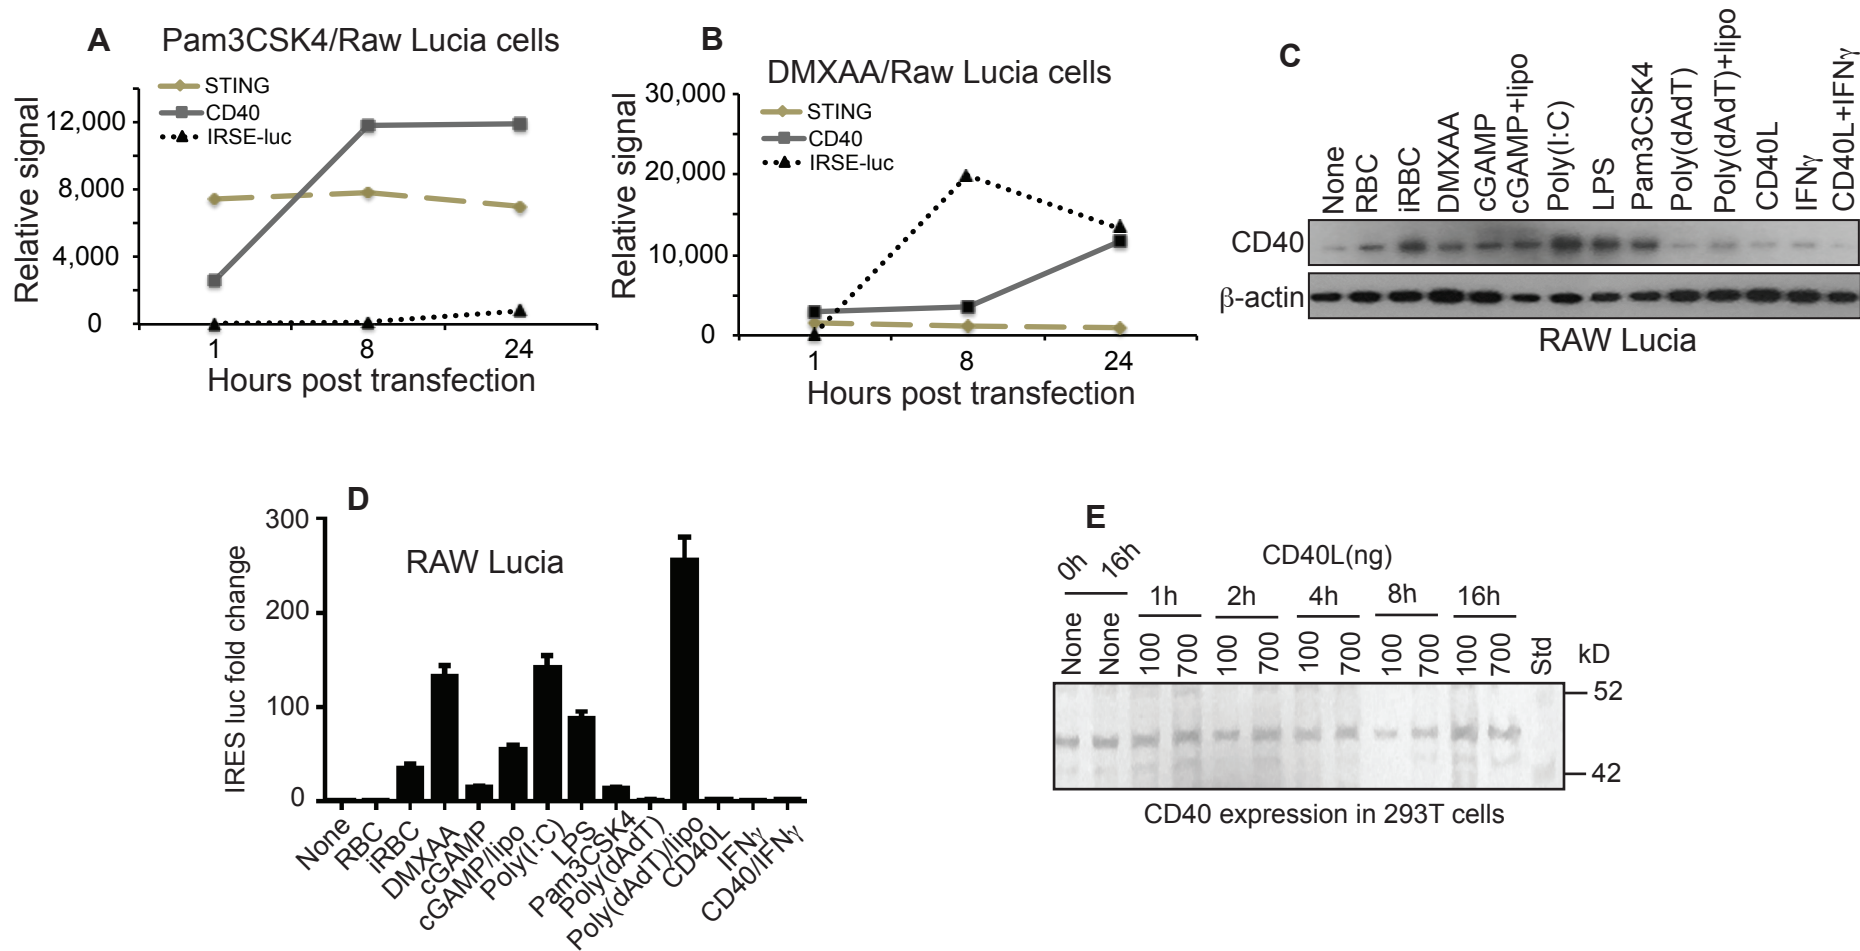 A
Pam3CSK4/Raw Lucia cells
STING
CD40
IRSE-luc
Relative signal
12,000
8,000
4,000
0
1
8
24
Hours post transfection
B
DMXAA/Raw Lucia cells
STING
CD40
IRSE-luc
Relative signal
30,000
20,000
10,000
0
1
8
24
Hours post transfection
C
None
RBC
iRBC
DMXAA
cGAMP
cGAMP+lipo
Poly(I:C)
LPS
Pam3CSK4
Poly(dAdT)
Poly(dAdT)+lipo
CD40L
IFNγ
CD40L+IFNγ
CD40
β-actin
RAW Lucia
D
RAW Lucia
IRES luc fold change
300
200
100
0
None
RBC
iRBC
DMXAA
cGAMP
cGAMP/lipo
Poly(I:C)
LPS
Pam3CSK4
Poly(dAdT)
Poly(dAdT)/lipo
CD40L
IFNγ
CD40/IFNγ
E
0h
16h
CD40L(ng)
1h
2h
4h
8h
16h
None
None
100
700
100
700
100
700
100
700
100
700
Std
kD
52
42
CD40 expression in 293T cells